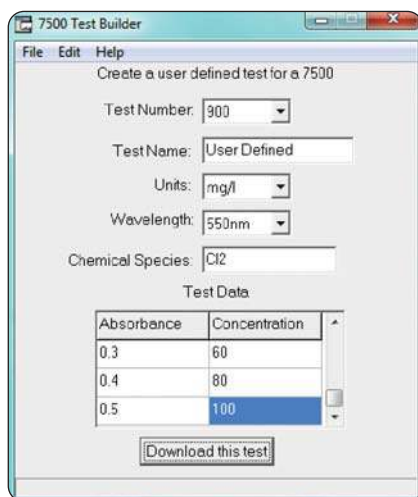 7500 Test Builder
File Edit Help
Create a user defined test for a 7500
Test Number: 900
Test Name: User Defined
Units: mg/l
Wavelength: 550nm
Chemical Species: Cl2
Test Data
Absorbance Concentration
0.3 60
0.4 80
0.5 100
Download this test